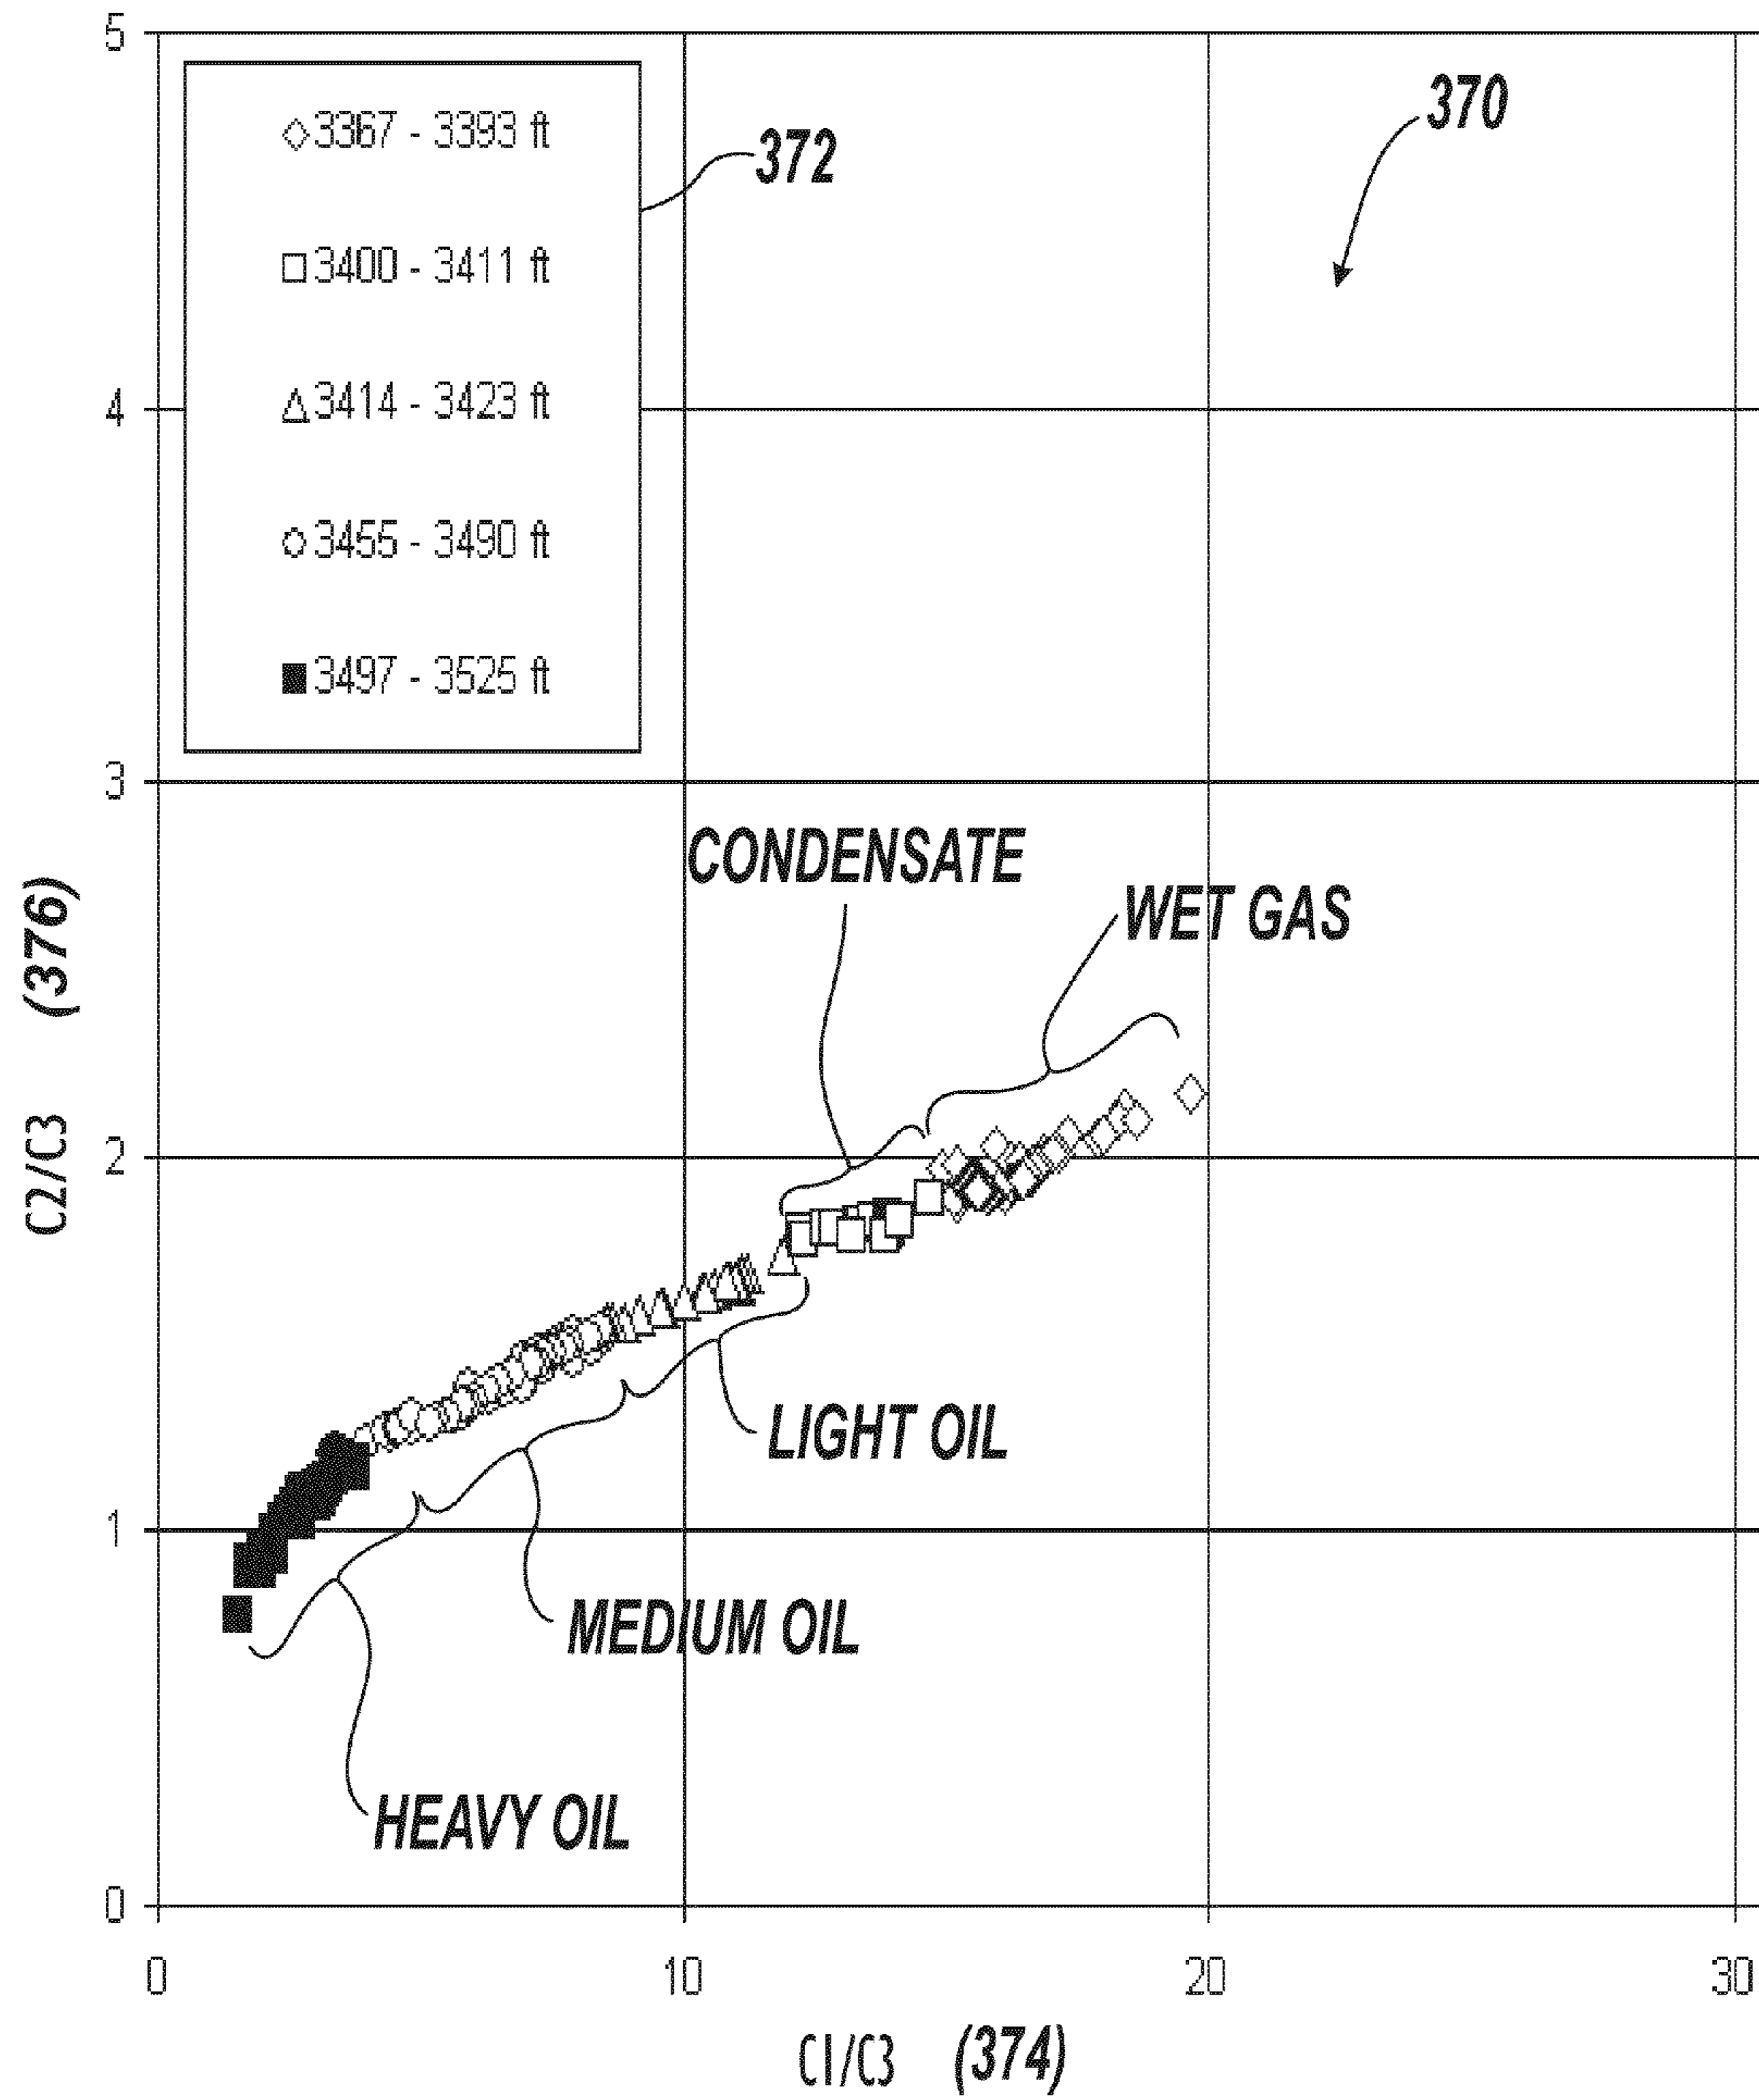 5
4
3
2
1
0
◇3367 - 3393 ft
□3400 - 3411 ft
△3414 - 3423 ft
○3455 - 3490 ft
■3497 - 3525 ft
372
370
CONDENSATE
WET GAS
LIGHT OIL
MEDIUM OIL
HEAVY OIL
C2/C3 (376)
0 10 20 30
C1/C3 (374)